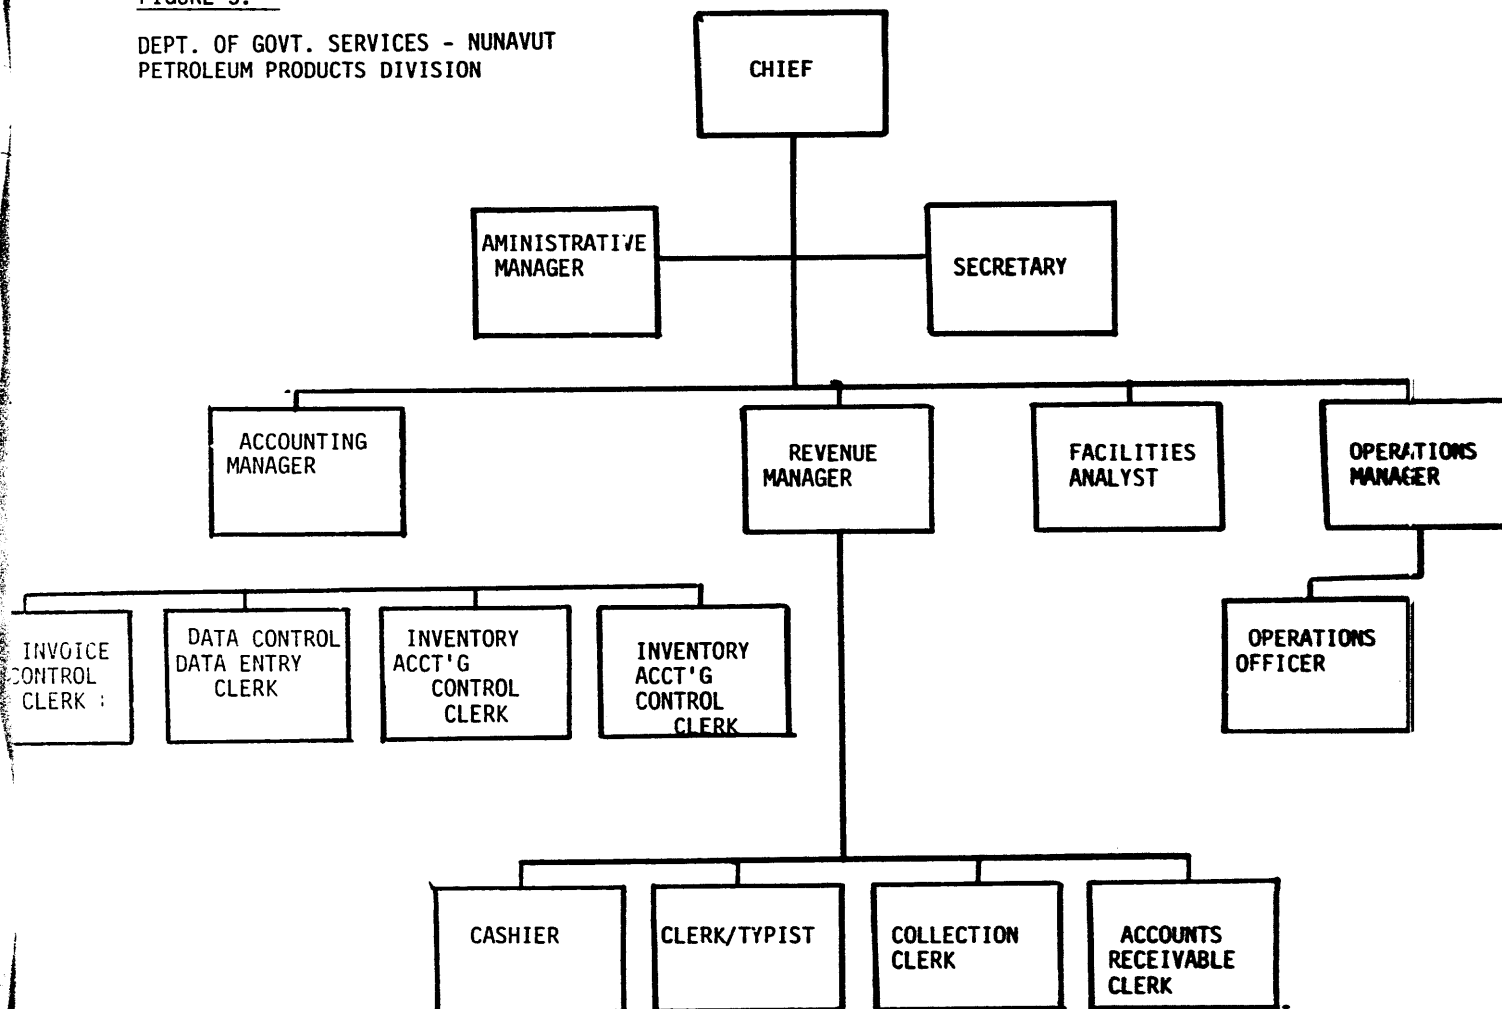 FIGURE 3.
DEPT. OF GOVT. SERVICES - NUNAVUT
PETROLEUM PRODUCTS DIVISION
CHIEF
AMINISTRATIVE
MANAGER
SECRETARY
ACCOUNTING
MANAGER
REVENUE
MANAGER
FACILITIES
ANALYST
OPERATIONS
MANAGER
INVOICE
CONTROL
CLERK
DATA CONTROL
DATA ENTRY
CLERK
INVENTORY
ACCT'G
CONTROL
CLERK
INVENTORY
ACCT'G
CONTROL
CLERK
OPERATIONS
OFFICER
CASHIER
CLERK/TYPIST
COLLECTION
CLERK
ACCOUNTS
RECEIVABLE
CLERK